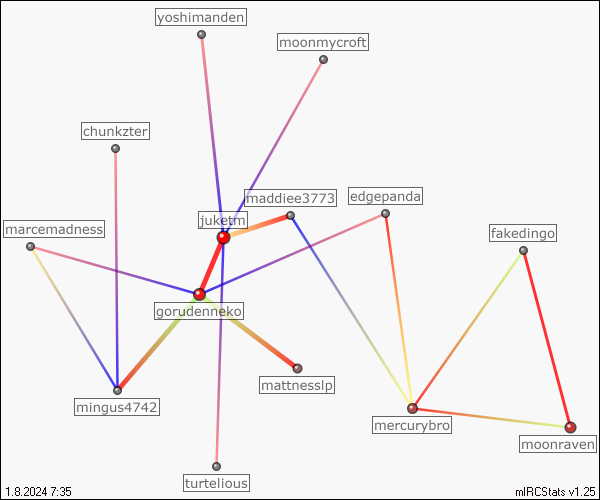 yoshimanden
moonmycroft
chunkzter
maddiee3773
edgepanda
juketm
marcemadness
fakedingo
gorudenneko
mattnesslp
mingus4742
mercurybro
moonraven
turtelious
1.8.2024 7:35
mIRCStats v1.25